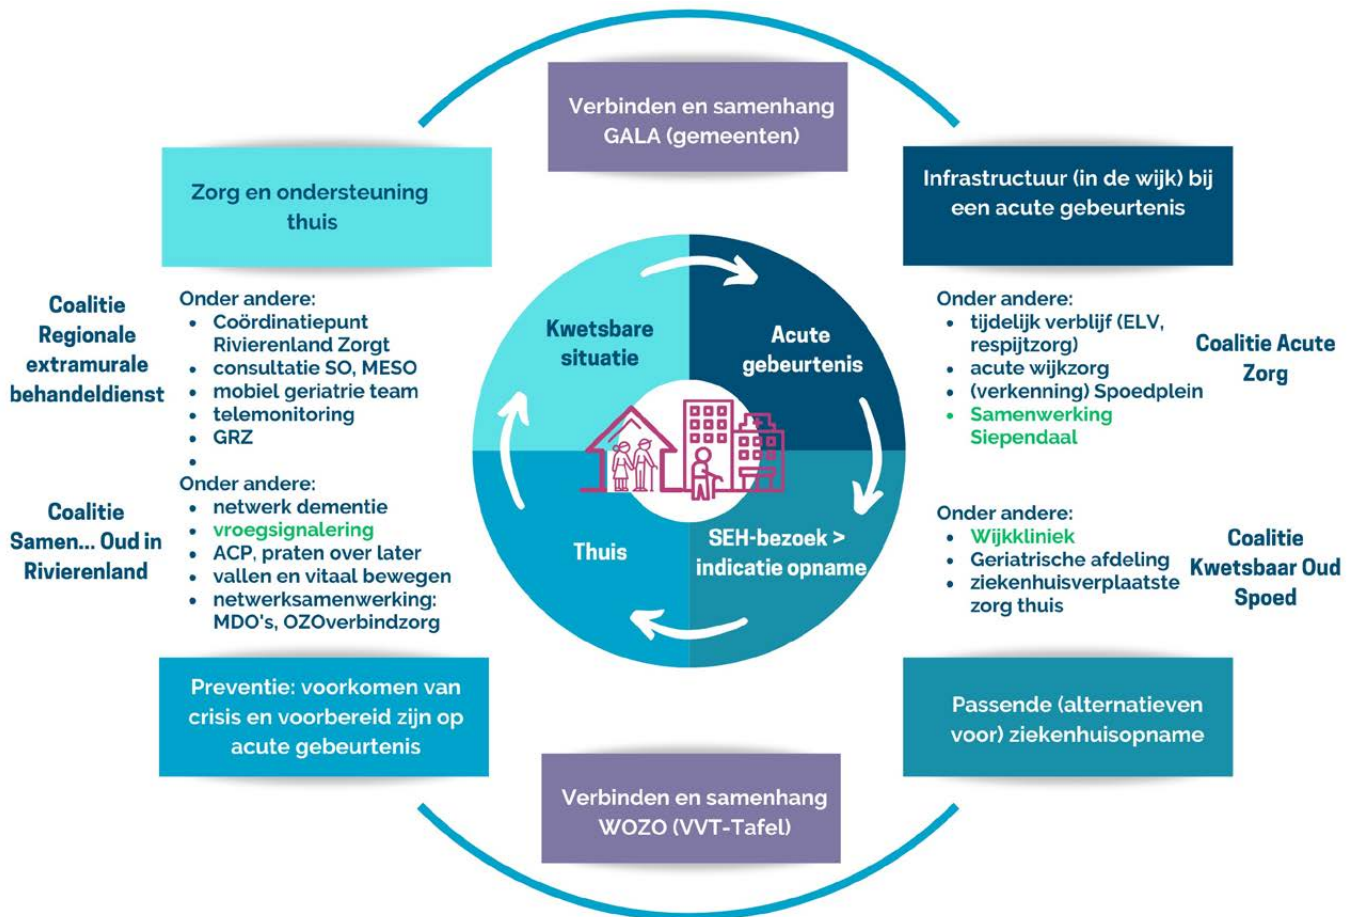 Verbinden en samenhang
GALA (gemeenten)
Zorg en ondersteuning
thuis
Infrastructuur (in de wijk) bij
een acute gebeurtenis
Coalitie
Regionale
extramurale
behandeldienst
Onder andere:
• Coördinatiepunt
Rivierenland Zorgt
• consultatie SO, MESO
• mobiel geriatrie team
• telemonitoring
• GRZ
•
Kwetsbare
situatie
Acute
gebeurtenis
Onder andere:
• tijdelijk verblijf (ELV,
respijtzorg)
• acute wijkzorg
• (verkenning) Spoedplein
• Samenwerking
Siependaal
Coalitie Acute
Zorg
Coalitie
Samen... Oud in
Rivierenland
Onder andere:
• netwerk dementie
• vroegsignalering
• ACP, praten over later
• vallen en vitaal bewegen
• netwerksamenwerking:
MDO's, OZOverbindzorg
Thuis
SEH-bezoek >
indicatie opname
Onder andere:
• Wijkkliniek
• Geriatrische afdeling
• ziekenhuisverplaatste
zorg thuis
Coalitie
Kwetsbaar Oud
Spoed
Preventie: voorkomen van
crisis en voorbereid zijn op
acute gebeurtenis
Passende (alternatieven
voor) ziekenhuisopname
Verbinden en samenhang
WOZO (VVT-Tafel)